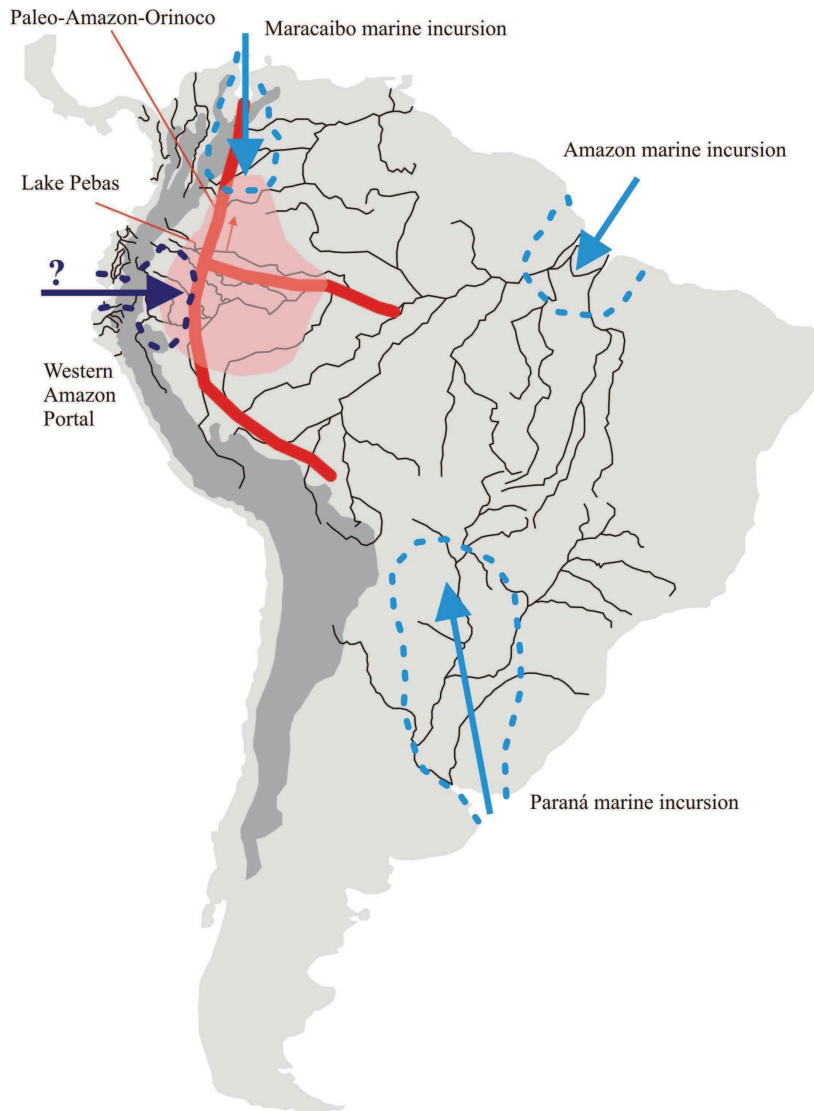 Paleo-Amazon-Orinoco
Maracaibo marine incursion
Amazon marine incursion
Lake Pebas
?
Western
Amazon
Portal
Paraná marine incursion